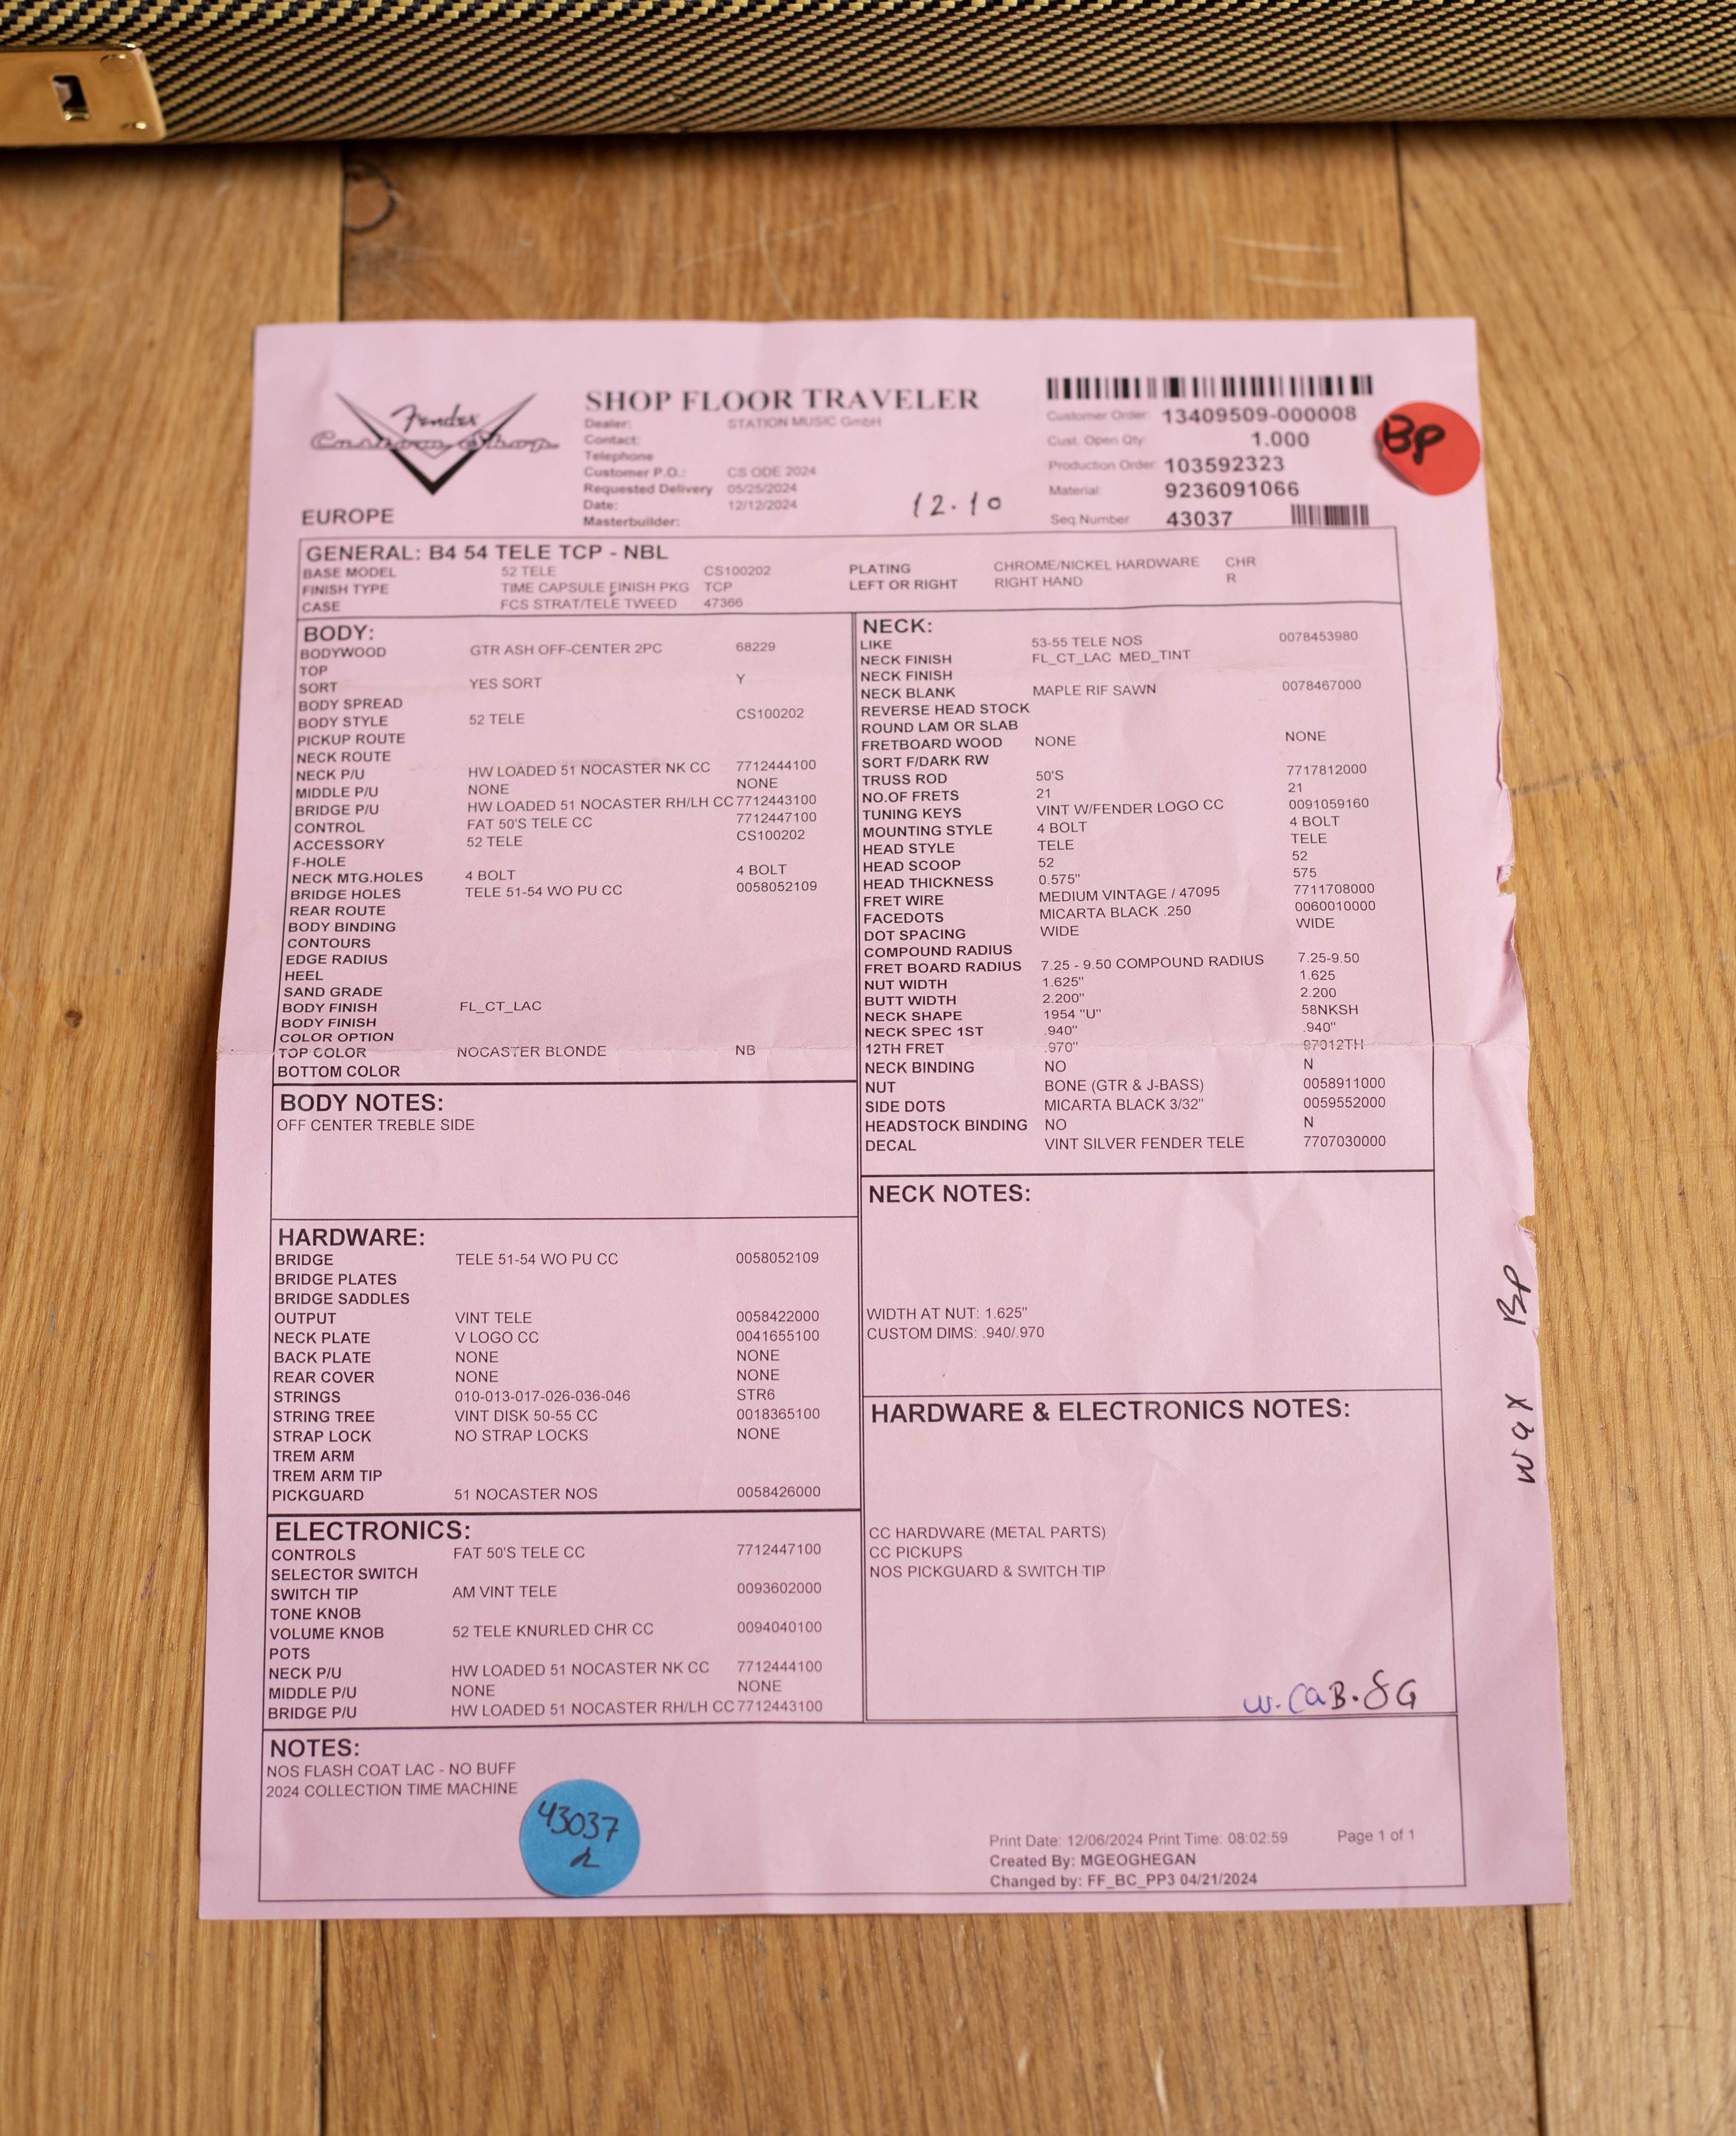 Fender
Custom Shop
EUROPE
SHOP FLOOR TRAVELER
Dealer: STATION MUSIC GmbH
Contact:
Telephone
Customer P.O.: CS ODE 2024
Requested Delivery 05/25/2024
Date: 12/12/2024
Masterbuilder:
12.10
Customer Order: 13409509-000008
Cust. Open Qty: 1.000
Production Order: 103592323
Material: 9236091066
Seq.Number 43037
BP
GENERAL: B4 54 TELE TCP - NBL
BASE MODEL 52 TELE CS100202 PLATING CHROME/NICKEL HARDWARE CHR
FINISH TYPE TIME CAPSULE FINISH PKG TCP LEFT OR RIGHT RIGHT HAND R
CASE FCS STRAT/TELE TWEED 47366
BODY:
BODYWOOD GTR ASH OFF-CENTER 2PC 68229
TOP
SORT YES SORT Y
BODY SPREAD
BODY STYLE 52 TELE CS100202
PICKUP ROUTE
NECK ROUTE
NECK P/U HW LOADED 51 NOCASTER NK CC 7712444100
MIDDLE P/U NONE NONE
BRIDGE P/U HW LOADED 51 NOCASTER RH/LH CC 7712443100
CONTROL FAT 50'S TELE CC 7712447100
ACCESSORY 52 TELE CS100202
F-HOLE
NECK MTG.HOLES 4 BOLT 4 BOLT
BRIDGE HOLES TELE 51-54 WO PU CC 0058052109
REAR ROUTE
BODY BINDING
CONTOURS
EDGE RADIUS
HEEL
SAND GRADE
BODY FINISH FL_CT_LAC
BODY FINISH
COLOR OPTION
TOP COLOR NOCASTER BLONDE NB
BOTTOM COLOR
BODY NOTES:
OFF CENTER TREBLE SIDE
HARDWARE:
BRIDGE TELE 51-54 WO PU CC 0058052109
BRIDGE PLATES
BRIDGE SADDLES
OUTPUT VINT TELE 0058422000
NECK PLATE V LOGO CC 0041655100
BACK PLATE NONE NONE
REAR COVER NONE NONE
STRINGS 010-013-017-026-036-046 STR6
STRING TREE VINT DISK 50-55 CC 0018365100
STRAP LOCK NO STRAP LOCKS NONE
TREM ARM
TREM ARM TIP
PICKGUARD 51 NOCASTER NOS 0058426000
ELECTRONICS:
CONTROLS FAT 50'S TELE CC 7712447100
SELECTOR SWITCH
SWITCH TIP AM VINT TELE 0093602000
TONE KNOB
VOLUME KNOB 52 TELE KNURLED CHR CC 0094040100
POTS
NECK P/U HW LOADED 51 NOCASTER NK CC 7712444100
MIDDLE P/U NONE NONE
BRIDGE P/U HW LOADED 51 NOCASTER RH/LH CC 7712443100
NECK:
LIKE 53-55 TELE NOS 0078453980
NECK FINISH FL_CT_LAC MED_TINT
NECK FINISH
NECK BLANK MAPLE RIF SAWN 0078467000
REVERSE HEAD STOCK
ROUND LAM OR SLAB
FRETBOARD WOOD NONE NONE
SORT F/DARK RW
TRUSS ROD 50'S 7717812000
NO.OF FRETS 21 21
TUNING KEYS VINT W/FENDER LOGO CC 0091059160
MOUNTING STYLE 4 BOLT 4 BOLT
HEAD STYLE TELE TELE
HEAD SCOOP 52 52
HEAD THICKNESS 0.575" 575
FRET WIRE MEDIUM VINTAGE / 47095 7711708000
FACEDOTS MICARTA BLACK .250 0060010000
DOT SPACING WIDE WIDE
COMPOUND RADIUS
FRET BOARD RADIUS 7.25 - 9.50 COMPOUND RADIUS 7.25-9.50
NUT WIDTH 1.625" 1.625
BUTT WIDTH 2.200" 2.200
NECK SHAPE 1954 "U" 58NKSH
NECK SPEC 1ST .940" .940"
12TH FRET .970" 97012TH
NECK BINDING NO N
NUT BONE (GTR & J-BASS) 0058911000
SIDE DOTS MICARTA BLACK 3/32" 0059552000
HEADSTOCK BINDING NO N
DECAL VINT SILVER FENDER TELE 7707030000
NECK NOTES:
WIDTH AT NUT: 1.625"
CUSTOM DIMS: .940/.970
HARDWARE & ELECTRONICS NOTES:
CC HARDWARE (METAL PARTS)
CC PICKUPS
NOS PICKGUARD & SWITCH TIP
w.CaB.SG
wax BP
NOTES:
NOS FLASH COAT LAC - NO BUFF
2024 COLLECTION TIME MACHINE
43037
Print Date: 12/06/2024 Print Time: 08:02:59 Page 1 of 1
Created By: MGEOGHEGAN
Changed by: FF_BC_PP3 04/21/2024